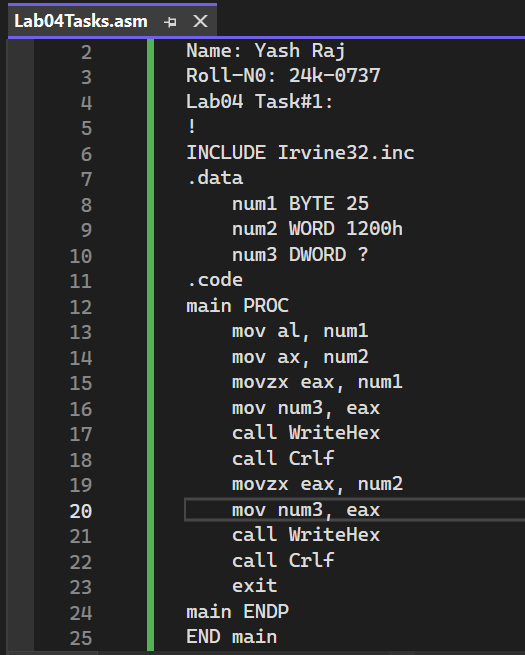 Lab04Tasks.asm
2 Name: Yash Raj
3 Roll-N0: 24k-0737
4 Lab04 Task#1:
5 !
6 INCLUDE Irvine32.inc
7 .data
8 num1 BYTE 25
9 num2 WORD 1200h
10 num3 DWORD ?
11 .code
12 main PROC
13 mov al, num1
14 mov ax, num2
15 movzx eax, num1
16 mov num3, eax
17 call WriteHex
18 call Crlf
19 movzx eax, num2
20 mov num3, eax
21 call WriteHex
22 call Crlf
23 exit
24 main ENDP
25 END main